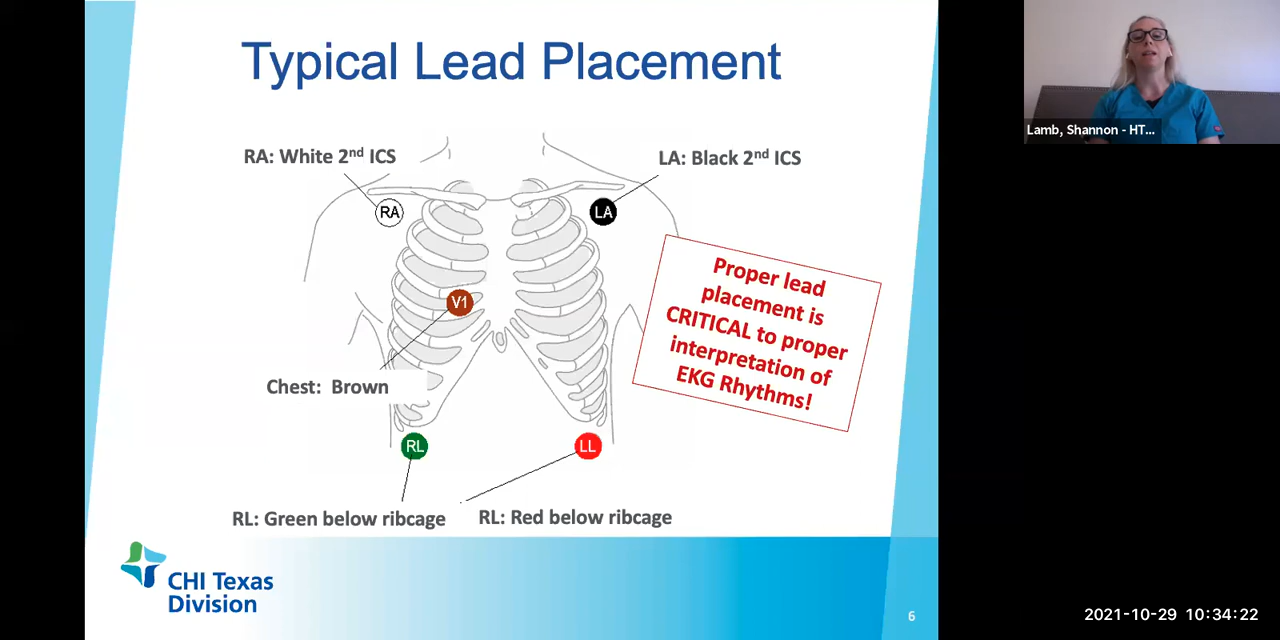 Typical Lead Placement
RA: White 2nd ICS
LA: Black 2nd ICS
RA
LA
V1
Proper lead
placement is
CRITICAL to proper
interpretation of
EKG Rhythms!
Chest: Brown
RL
LL
RL: Green below ribcage
RL: Red below ribcage
CHI Texas
Division
6
Lamb, Shannon - HT...
2021-10-29 10:34:22